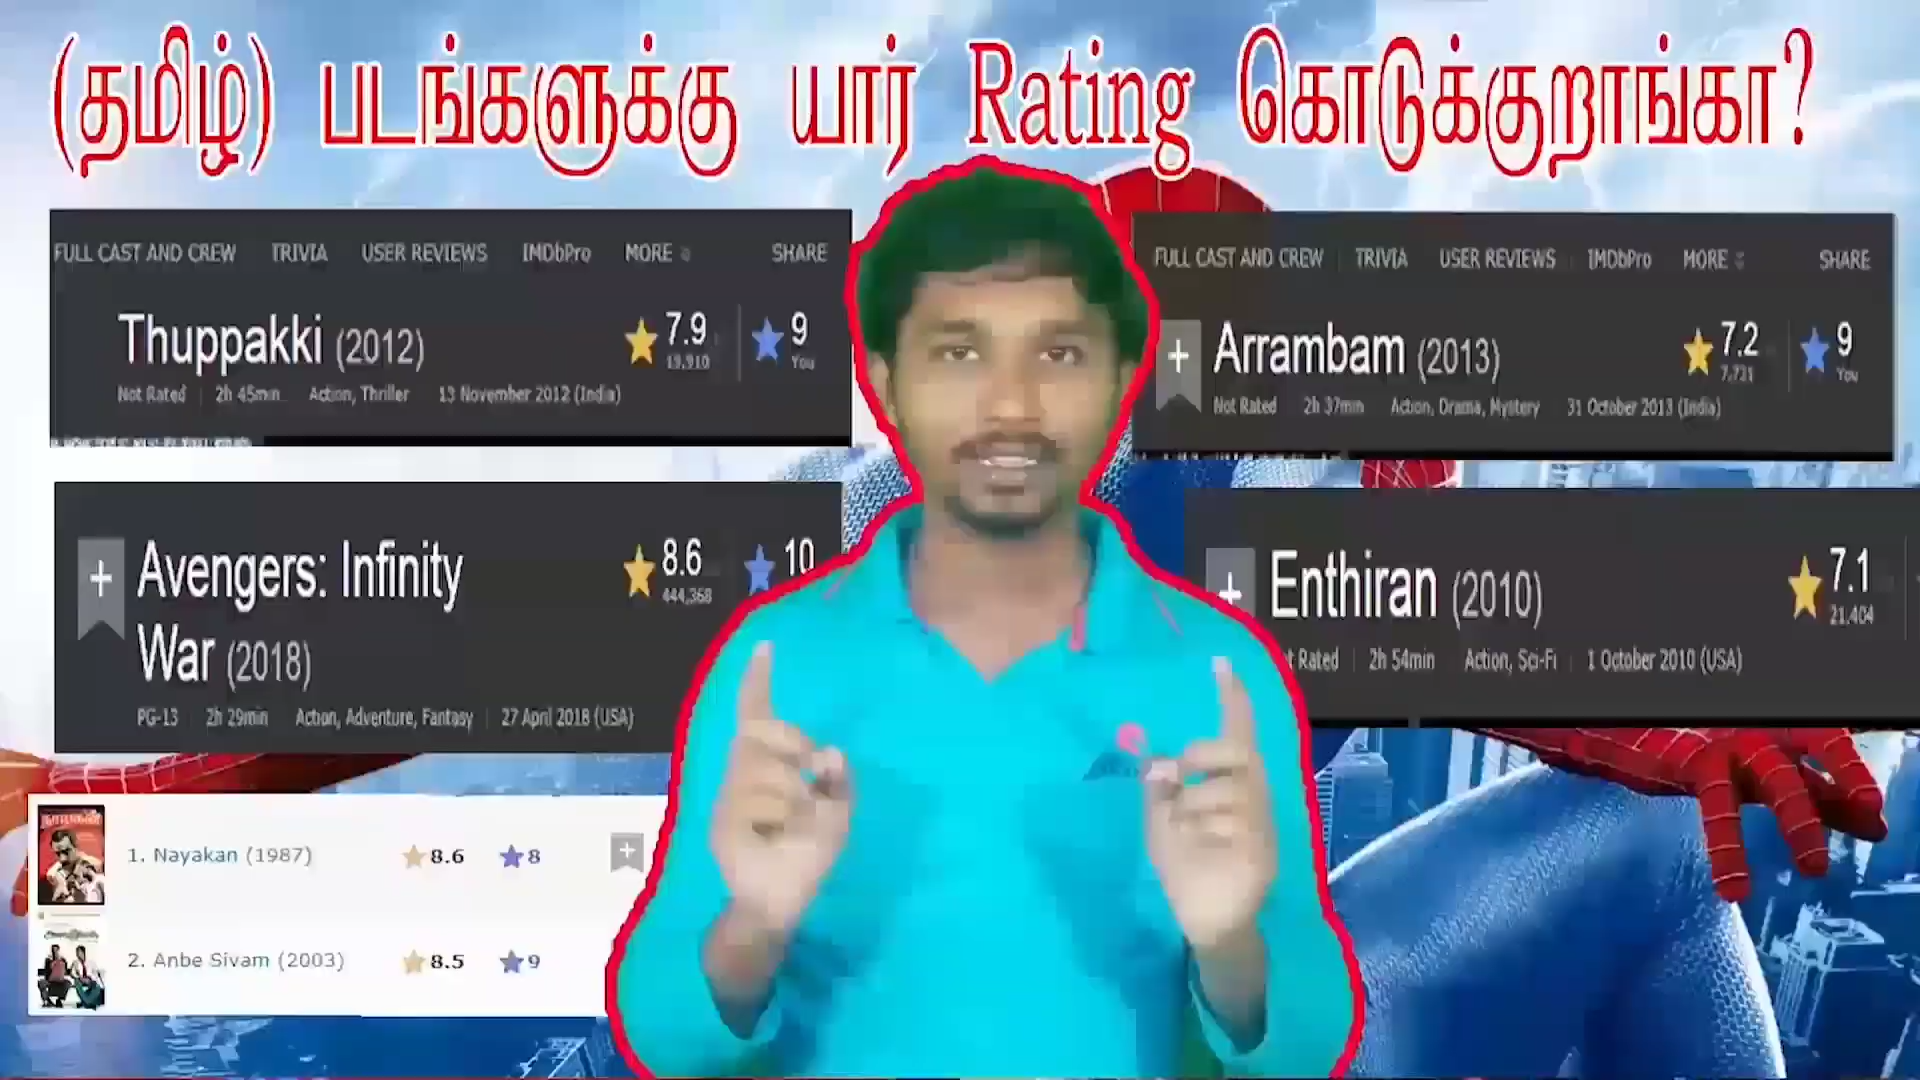 (தமிழ்) படங்களுக்கு யார் Rating கொடுக்குறாங்கா?
FULL CAST AND CREW TRIVIA USER REVIEWS IMDbPro MORE SHARE
Thuppakki (2012) 7.9 9
19,910 You
Not Rated 2h 45min Action, Thriller 13 November 2012 (India)
FULL CAST AND CREW TRIVIA USER REVIEWS IMDbPro MORE SHARE
+ Arrambam (2013) 7.2 9
7,721 You
Not Rated 2h 37min Action, Drama, Mystery 31 October 2013 (India)
+ Avengers: Infinity 8.6 10
444,368
War (2018)
PG-13 2h 29min Action, Adventure, Fantasy 27 April 2018 (USA)
+ Enthiran (2010) 7.1
21,404
Rated 2h 54min Action, Sci-Fi 1 October 2010 (USA)
நாயகன்
1. Nayakan (1987) 8.6 8 +
2. Anbe Sivam (2003) 8.5 9